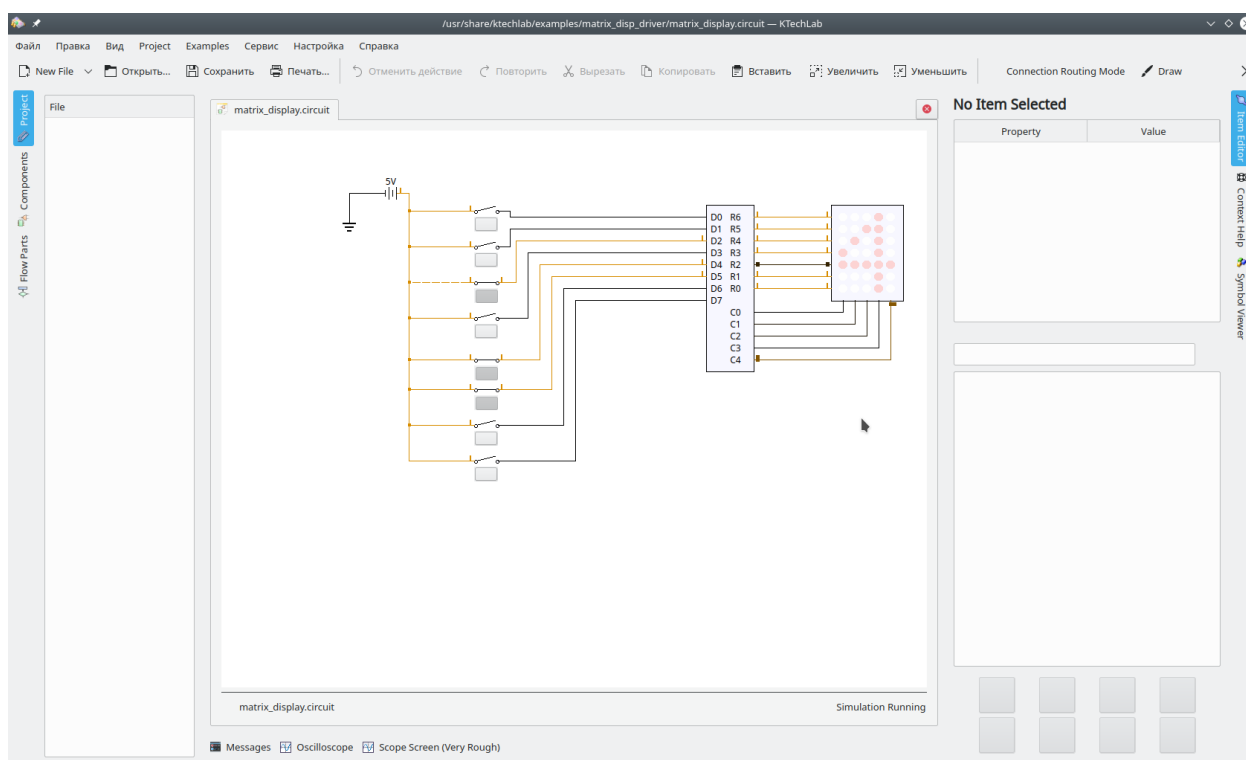 /usr/share/ktechlab/examples/matrix_disp_driver/matrix_display.circuit — KTechLab
Файл Правка Вид Project Examples Сервис Настройка Справка
New File Открыть... Сохранить Печать... Отменить действие Повторить Вырезать Копировать Вставить Увеличить Уменьшить Connection Routing Mode Draw
Project
Components
Flow Parts
File
matrix_display.circuit
5V
D0 R6
D1 R5
D2 R4
D3 R3
D4 R2
D5 R1
D6 R0
D7
C0
C1
C2
C3
C4
matrix_display.circuit Simulation Running
Messages Oscilloscope Scope Screen (Very Rough)
No Item Selected
Property Value
Item Editor
Context Help
Symbol Viewer